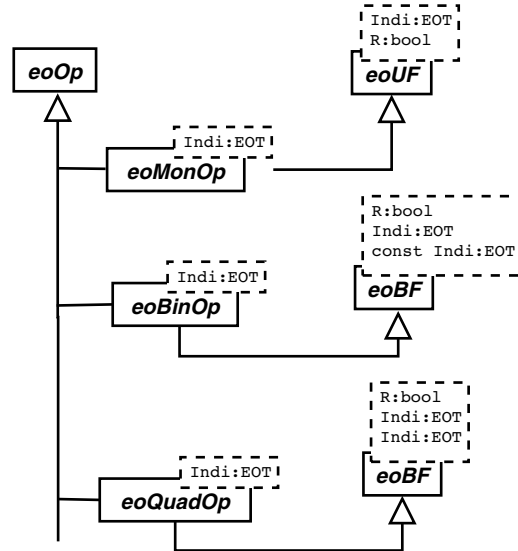 Indi:EOT
R:bool
eoOp
eoUF
Indi:EOT
eoMonOp
R:bool
Indi:EOT
const Indi:EOT
Indi:EOT
eoBF
eoBinOp
R:bool
Indi:EOT
Indi:EOT
Indi:EOT
eoBF
eoQuadOp